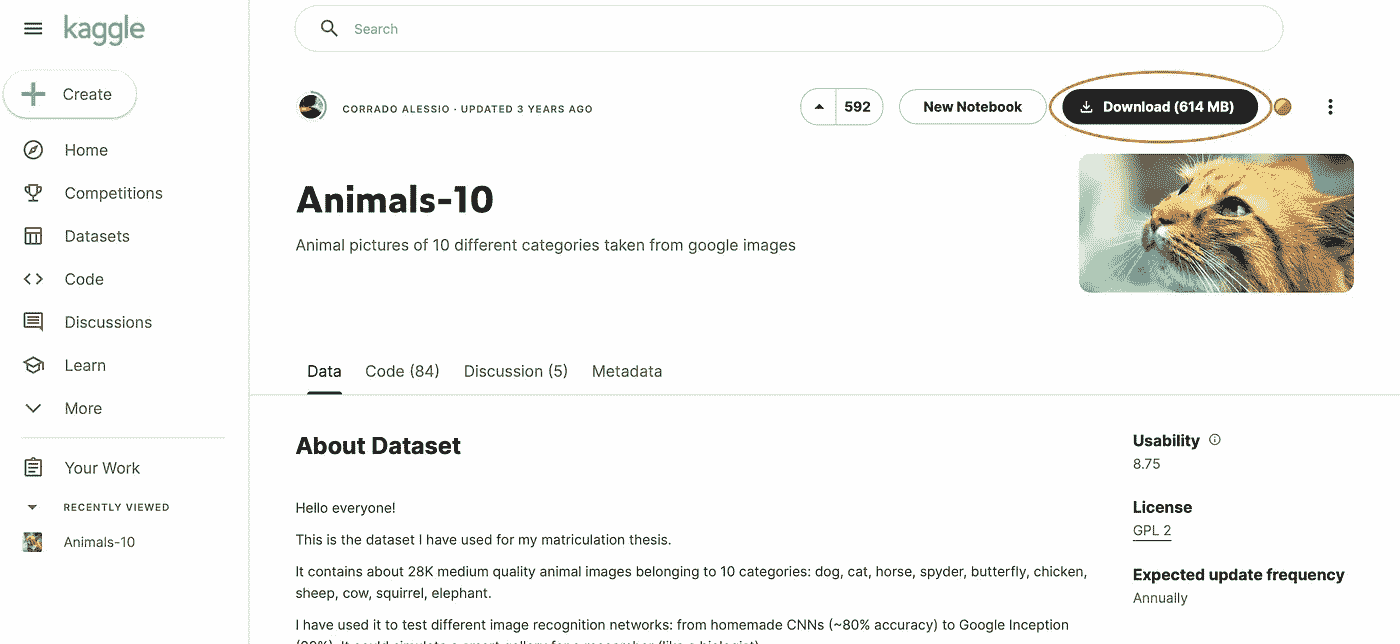 kaggle
Search
Create
Home
Competitions
Datasets
Code
Discussions
Learn
More
Your Work
RECENTLY VIEWED
Animals-10
CORRADO ALESSIO · UPDATED 3 YEARS AGO
592
New Notebook
Download (614 MB)
Animals-10
Animal pictures of 10 different categories taken from google images
Data Code (84) Discussion (5) Metadata
About Dataset
Hello everyone!
This is the dataset I have used for my matriculation thesis.
It contains about 28K medium quality animal images belonging to 10 categories: dog, cat, horse, spyder, butterfly, chicken,
sheep, cow, squirrel, elephant.
I have used it to test different image recognition networks: from homemade CNNs (~80% accuracy) to Google Inception
Usability
8.75
License
GPL 2
Expected update frequency
Annually